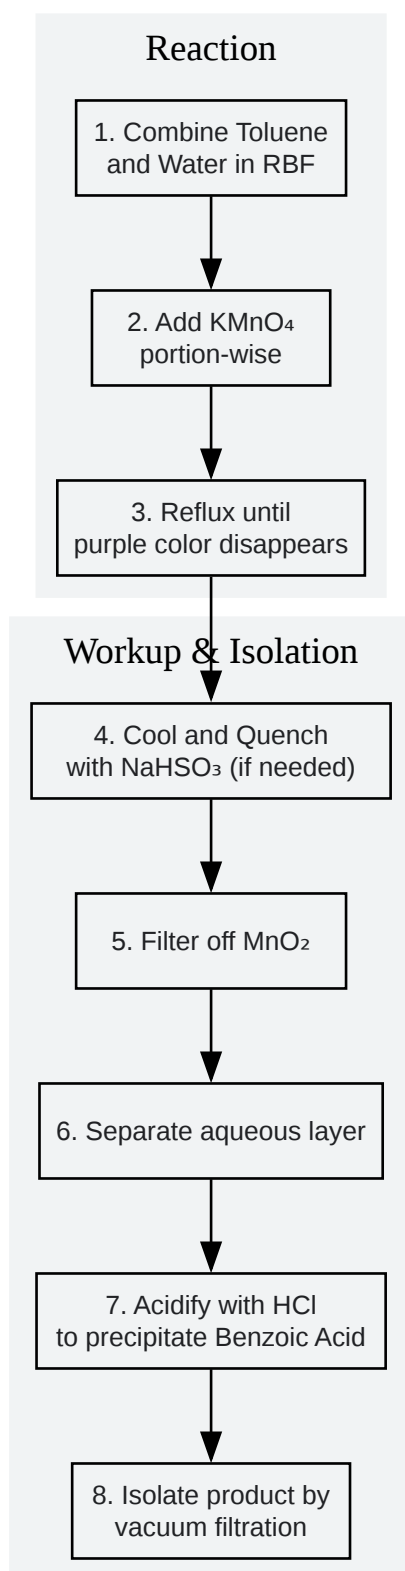 Reaction
1. Combine Toluene
and Water in RBF
2. Add KMnO₄
portion-wise
3. Reflux until
purple color disappears
Workup & Isolation
4. Cool and Quench
with NaHSO₃ (if needed)
5. Filter off MnO₂
6. Separate aqueous layer
7. Acidify with HCl
to precipitate Benzoic Acid
8. Isolate product by
vacuum filtration